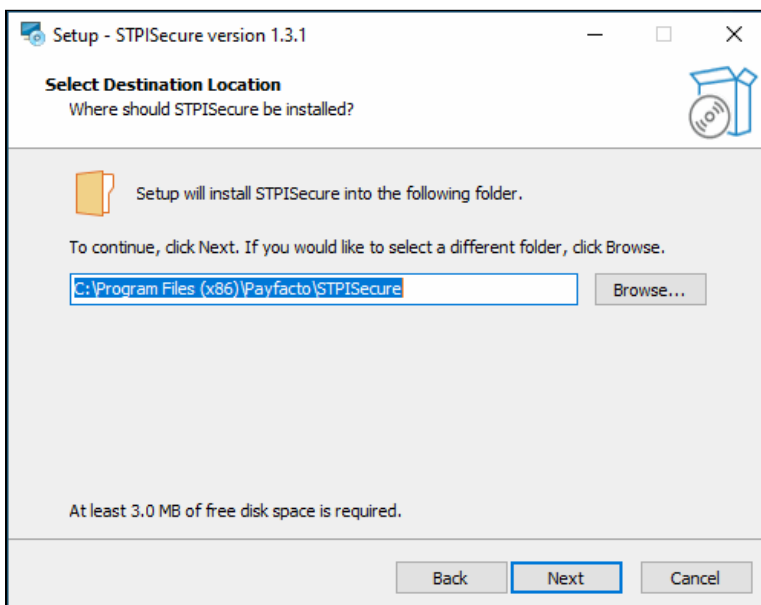 Setup - STPISecure version 1.3.1
Select Destination Location
Where should STPISecure be installed?
Setup will install STPISecure into the following folder.
To continue, click Next. If you would like to select a different folder, click Browse.
C:\Program Files (x86)\Payfacto\STPISecure
Browse...
At least 3.0 MB of free disk space is required.
Back
Next
Cancel